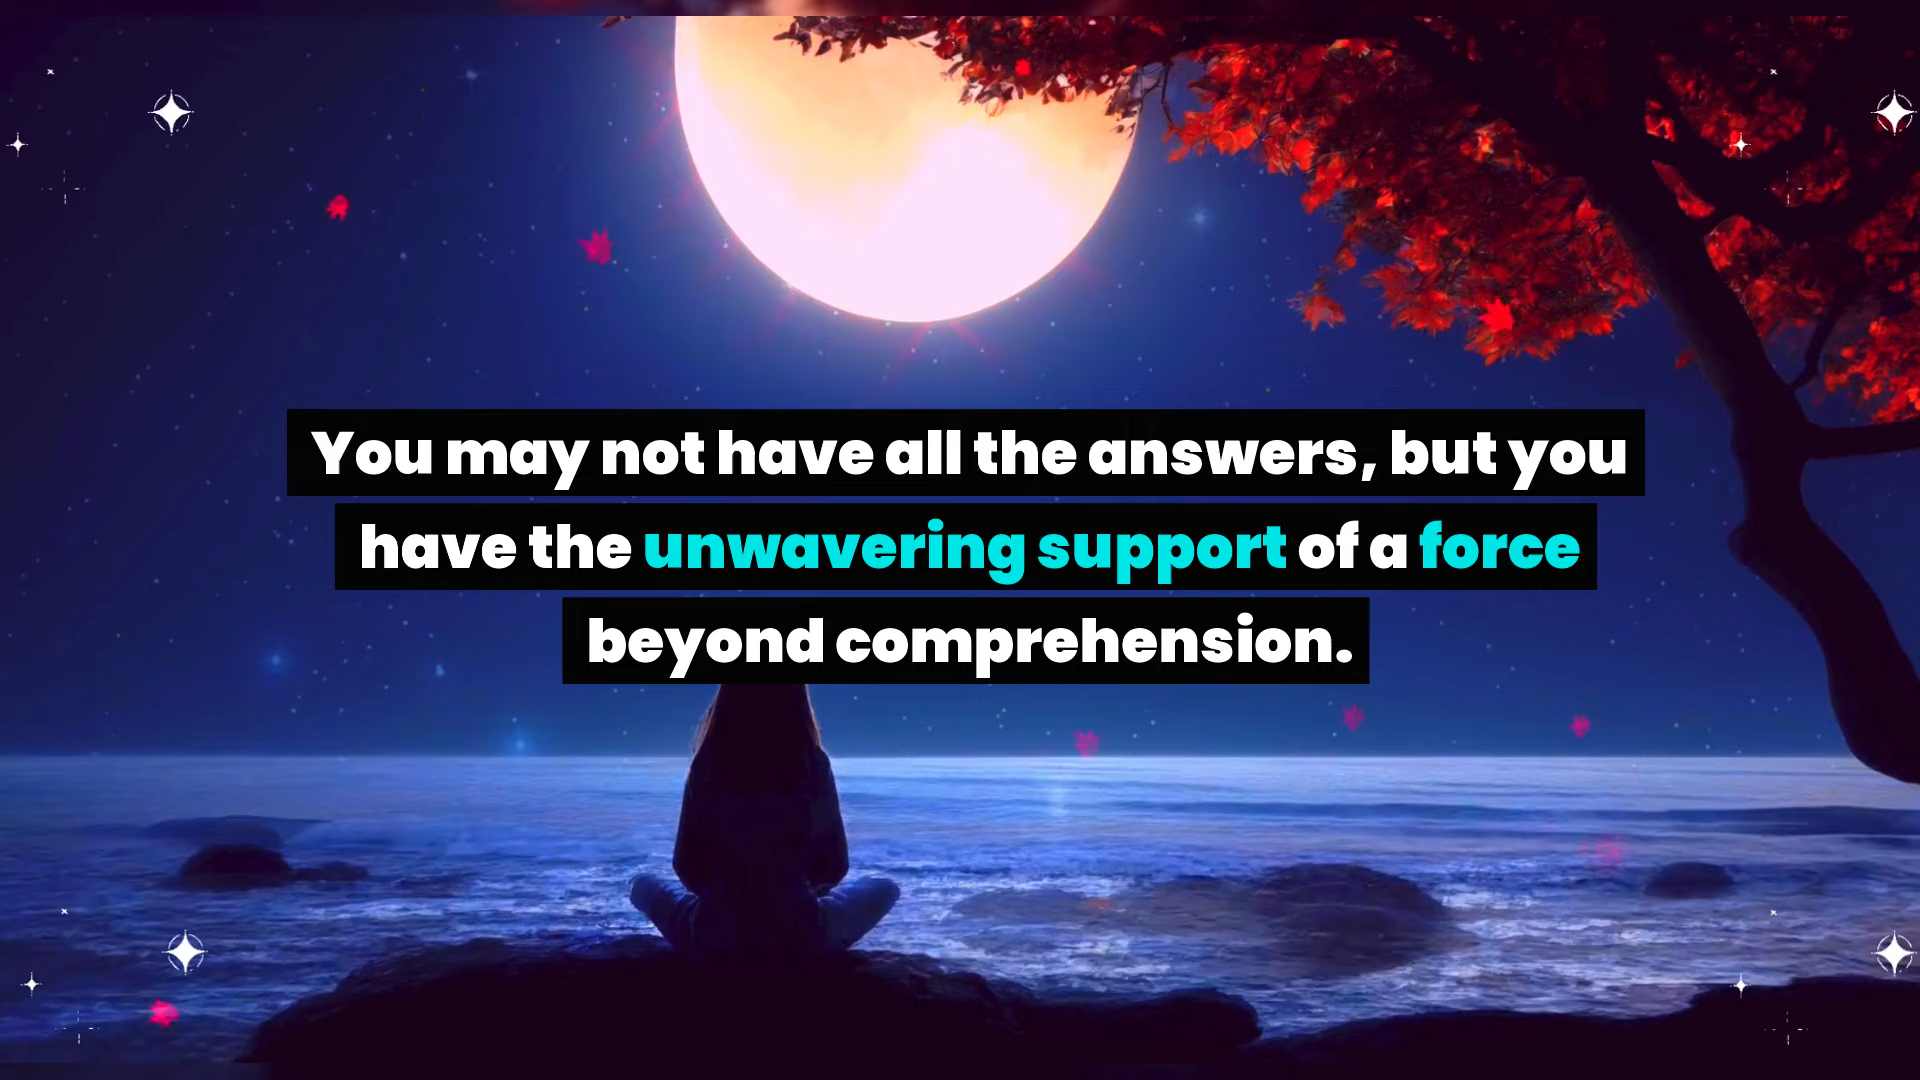 You may not have all the answers, but you
have the unwavering support of a force
beyond comprehension.